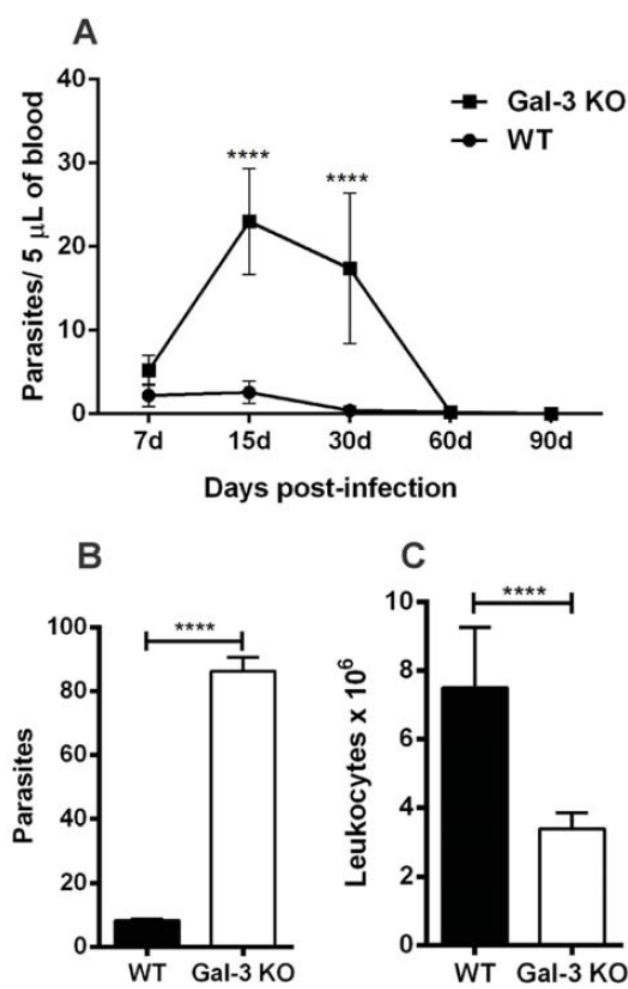 A
Parasites/ 5 μL of blood
40
30
20
10
0
Gal-3 KO
WT
****
****
7d 15d 30d 60d 90d
Days post-infection
B
Parasites
100
80
60
40
20
0
****
WT Gal-3 KO
C
Leukocytes x 10⁶
10
8
6
4
2
0
****
WT Gal-3 KO